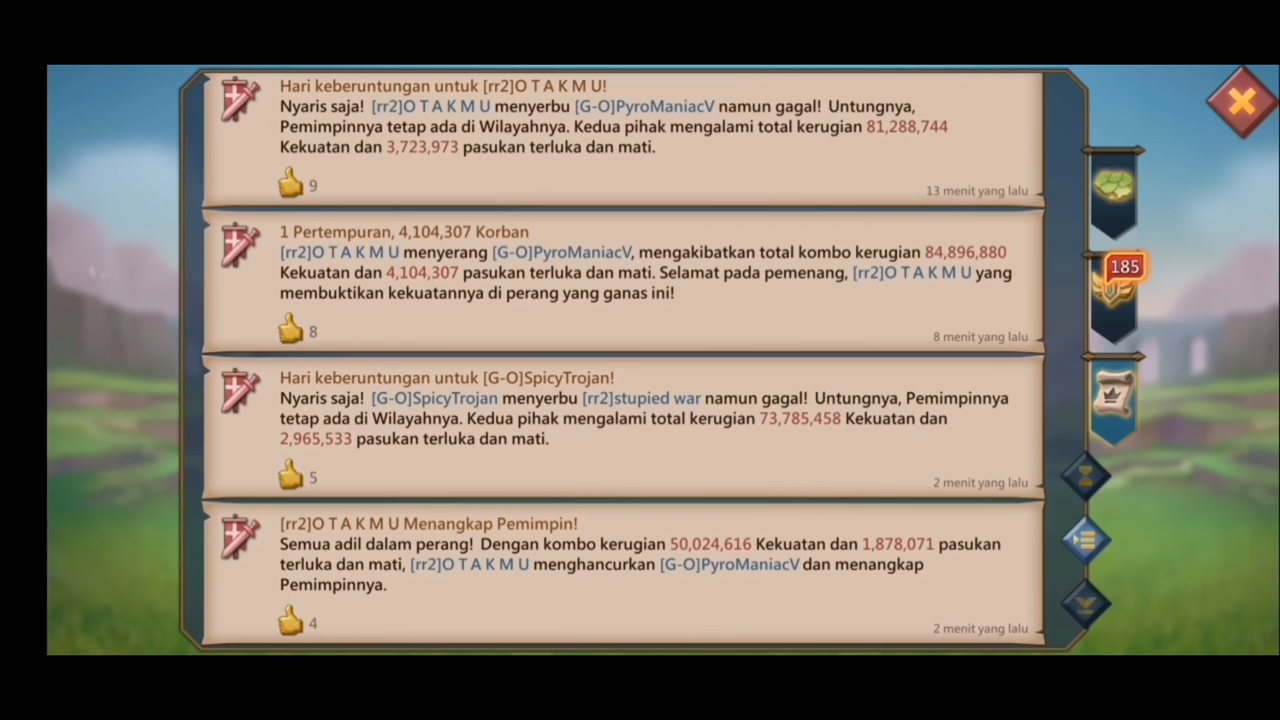 Hari keberuntungan untuk [rr2]O T A K M U!
Nyaris saja! [rr2]O T A K M U menyerbu [G-O]PyroManiacV namun gagal! Untungnya,
Pemimpinnya tetap ada di Wilayahnya. Kedua pihak mengalami total kerugian 81,288,744
Kekuatan dan 3,723,973 pasukan terluka dan mati.
9
13 menit yang lalu
1 Pertempuran, 4,104,307 Korban
[rr2]O T A K M U menyerang [G-O]PyroManiacV, mengakibatkan total kombo kerugian 84,896,880
Kekuatan dan 4,104,307 pasukan terluka dan mati. Selamat pada pemenang, [rr2]O T A K M U yang
membuktikan kekuatannya di perang yang ganas ini!
8
8 menit yang lalu
185
Hari keberuntungan untuk [G-O]SpicyTrojan!
Nyaris saja! [G-O]SpicyTrojan menyerbu [rr2]stupied war namun gagal! Untungnya, Pemimpinnya
tetap ada di Wilayahnya. Kedua pihak mengalami total kerugian 73,785,458 Kekuatan dan
2,965,533 pasukan terluka dan mati.
5
2 menit yang lalu
[rr2]O T A K M U Menangkap Pemimpin!
Semua adil dalam perang! Dengan kombo kerugian 50,024,616 Kekuatan dan 1,878,071 pasukan
terluka dan mati, [rr2]O T A K M U menghancurkan [G-O]PyroManiacV dan menangkap
Pemimpinnya.
4
2 menit yang lalu